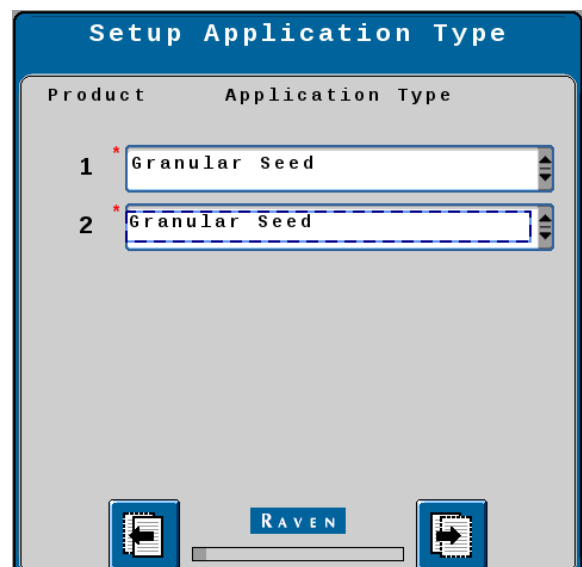 Setup Application Type
Product Application Type
1 * Granular Seed
2 * Granular Seed
RAVEN